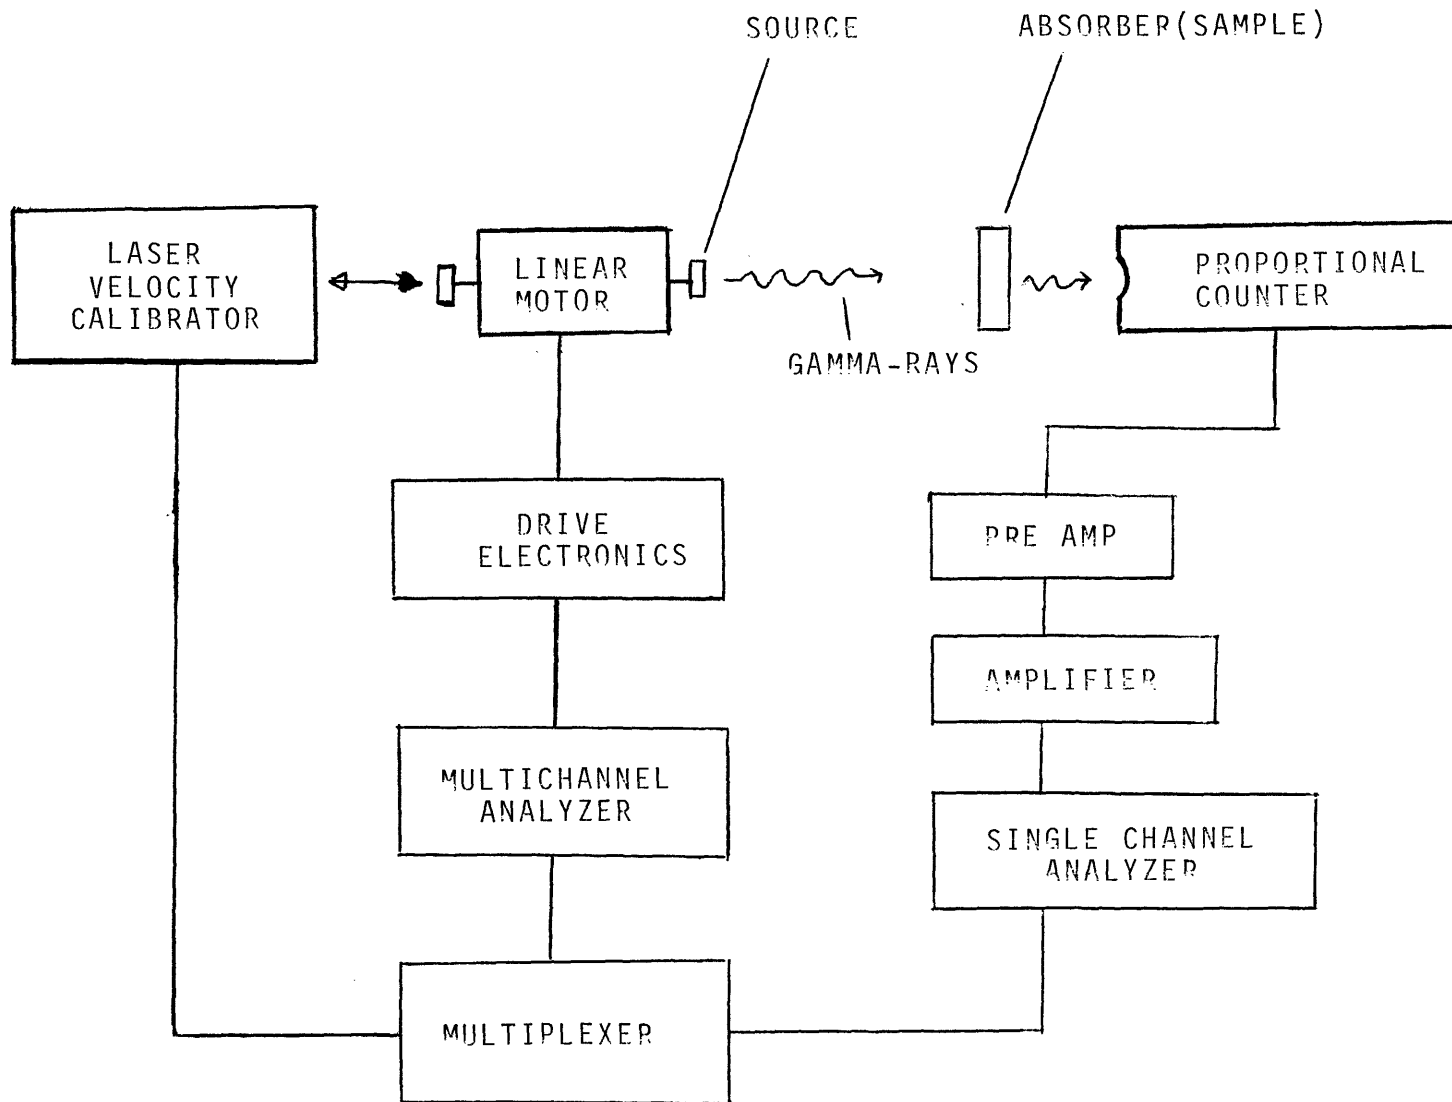 SOURCE
ABSORBER(SAMPLE)
LASER
VELOCITY
CALIBRATOR
LINEAR
MOTOR
PROPORTIONAL
COUNTER
GAMMA-RAYS
DRIVE
ELECTRONICS
PRE AMP
AMPLIFIER
MULTICHANNEL
ANALYZER
SINGLE CHANNEL
ANALYZER
MULTIPLEXER